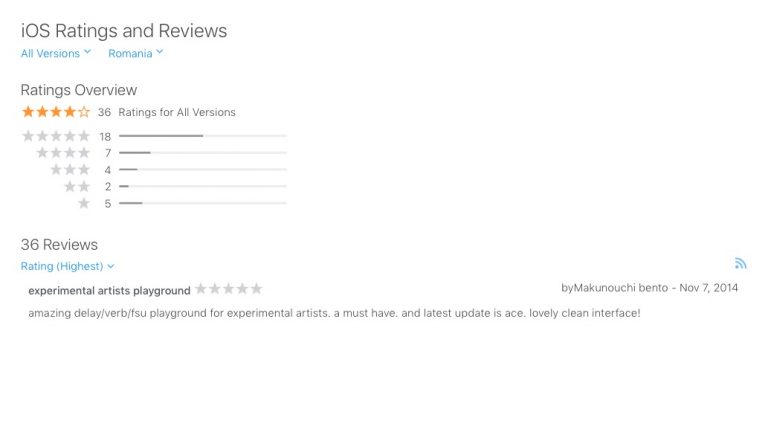 iOS Ratings and Reviews
All Versions Romania
Ratings Overview
36 Ratings for All Versions
18
7
4
2
5
36 Reviews
Rating (Highest)
experimental artists playground
byMakunouchi bento - Nov 7, 2014
amazing delay/verb/fsu playground for experimental artists. a must have. and latest update is ace. lovely clean interface!